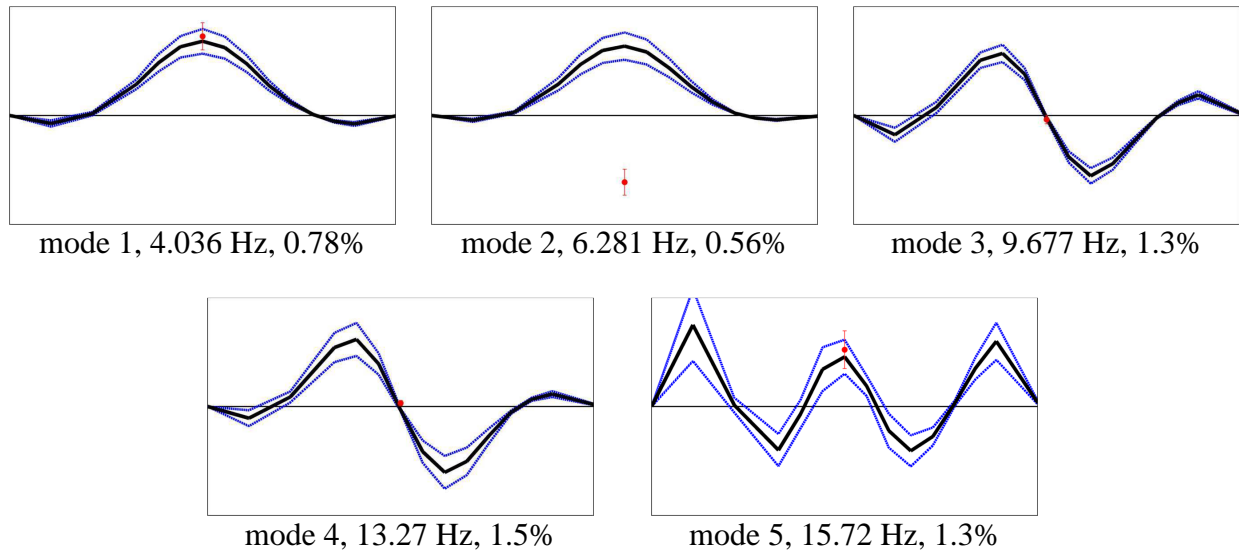 mode 1, 4.036 Hz, 0.78%
mode 2, 6.281 Hz, 0.56%
mode 3, 9.677 Hz, 1.3%
mode 4, 13.27 Hz, 1.5%
mode 5, 15.72 Hz, 1.3%